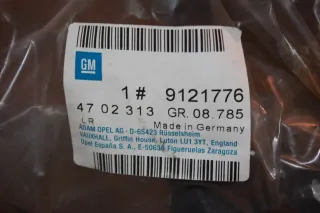 GM
1# 9121776
47 02 313 GR. 08.785
LR Made in Germany
ADAM OPEL AG · D-65423 Rüsselsheim
VAUXHALL, Griffin House, Luton LU1 3YT, England
Opel España S. A., E-50639 Figueruelas Zaragoza